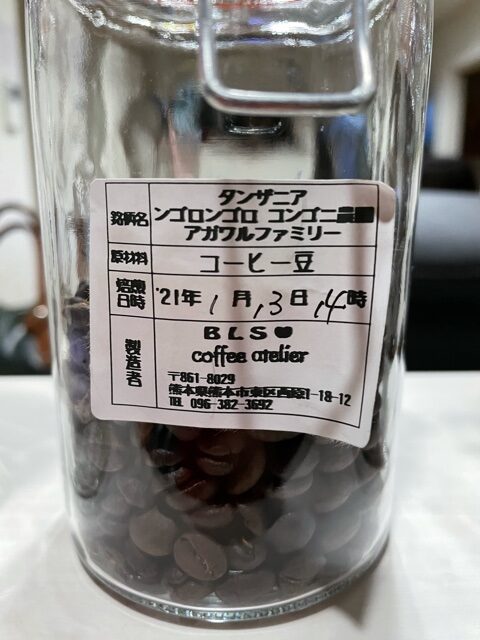 銘柄名
タンザニア
ンゴロンゴロ コンゴニ農園
アガワルファミリー
原材料
コーヒー豆
焙煎
日時
'21年 1月 13日 14時
製造者
BLS♥
coffee atelier
〒861-8029
熊本県熊本市東区西原1-18-12
TEL 096-382-3692